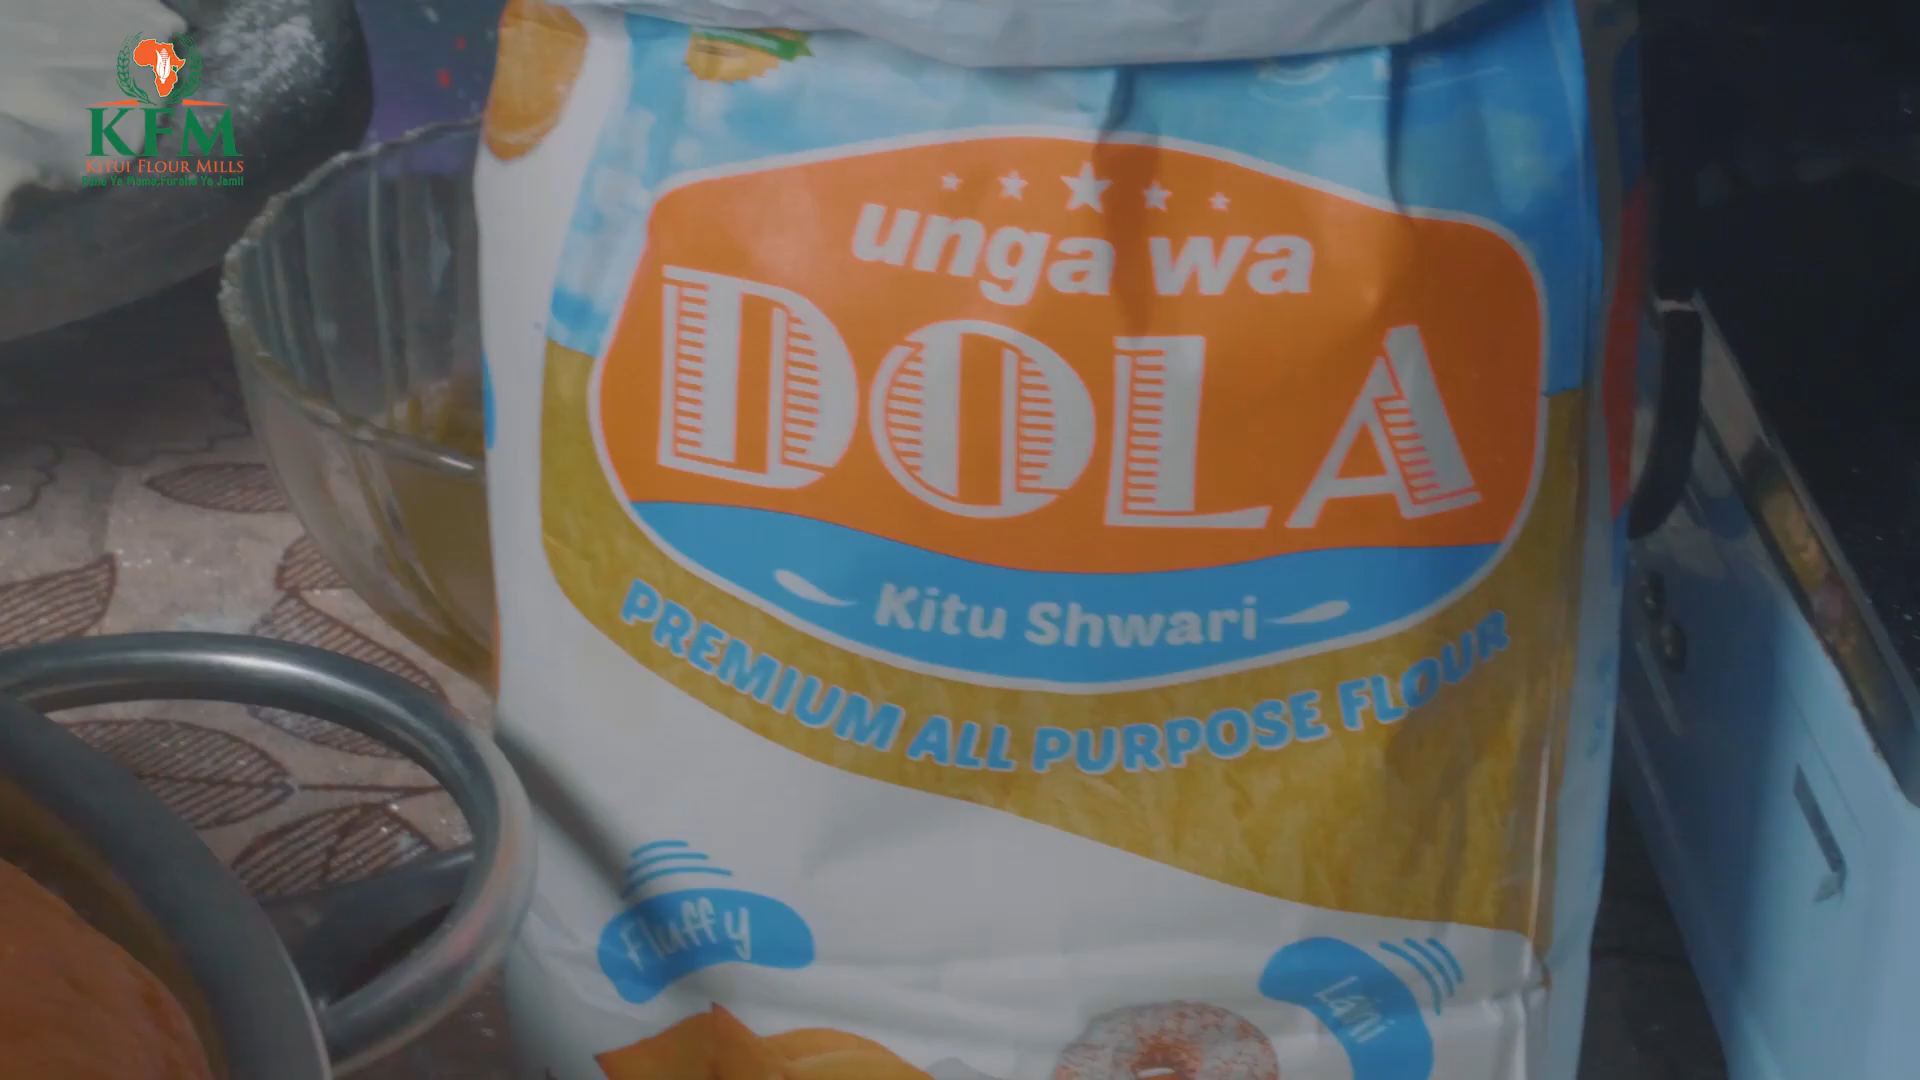 KFM
KITUI FLOUR MILLS
unga wa
DOLA
Kitu Shwari
PREMIUM ALL PURPOSE FLOUR
Fluffy
Laini